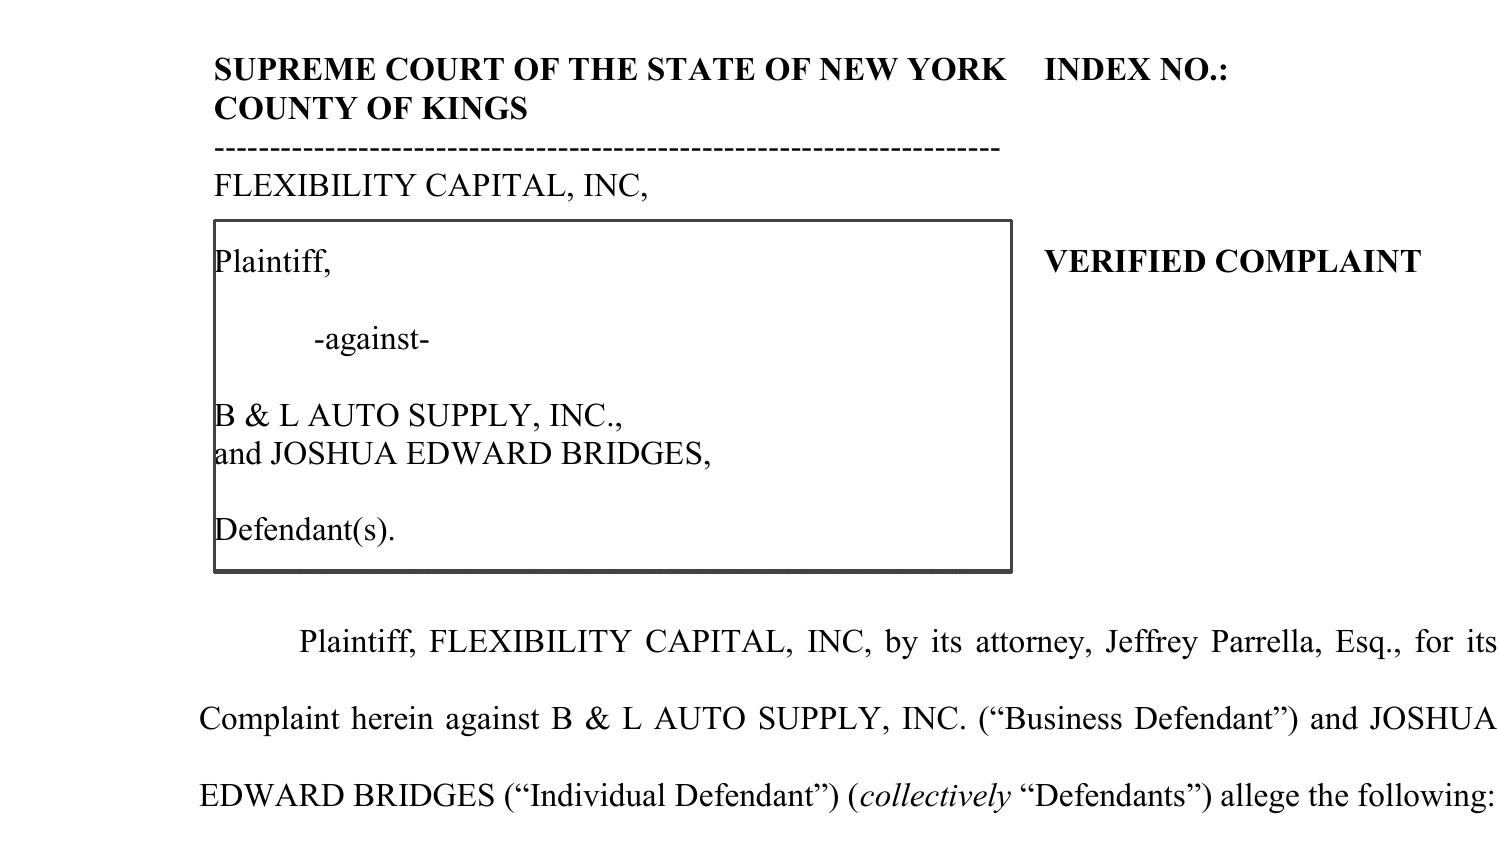 SUPREME COURT OF THE STATE OF NEW YORK INDEX NO.:
COUNTY OF KINGS
-----------------------------------------------------------------------
FLEXIBILITY CAPITAL, INC,
Plaintiff, VERIFIED COMPLAINT
-against-
B & L AUTO SUPPLY, INC.,
and JOSHUA EDWARD BRIDGES,
Defendant(s).
Plaintiff, FLEXIBILITY CAPITAL, INC, by its attorney, Jeffrey Parrella, Esq., for its
Complaint herein against B & L AUTO SUPPLY, INC. (“Business Defendant”) and JOSHUA
EDWARD BRIDGES (“Individual Defendant”) (collectively “Defendants”) allege the following: